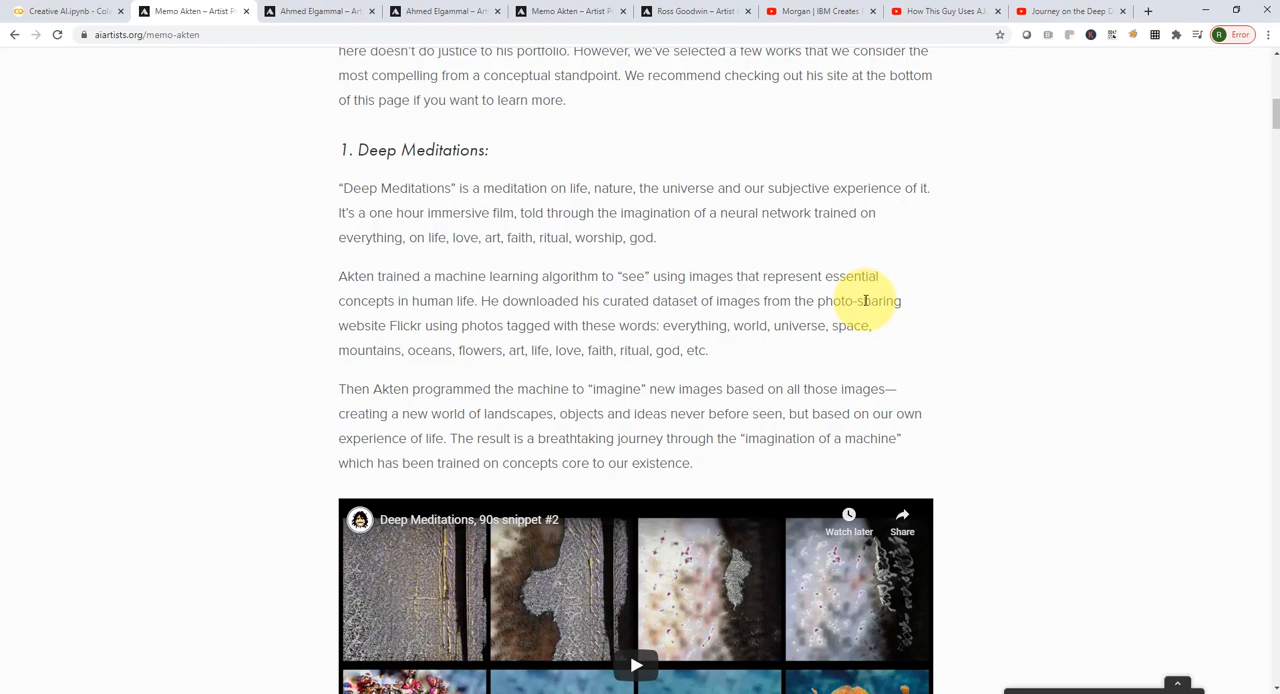 Creative AI.ipynb - Cola
Memo Akten – Artist P
Ahmed Elgammal – Art
Ahmed Elgammal – Art
Memo Akten – Artist P
Ross Goodwin – Artist
Morgan | IBM Creates
How This Guy Uses A.I.
Journey on the Deep D
aiartists.org/memo-akten
R Error
here doesn't do justice to his portfolio. However, we've selected a few works that we consider the
most compelling from a conceptual standpoint. We recommend checking out his site at the bottom
of this page if you want to learn more.
1. Deep Meditations:
“Deep Meditations” is a meditation on life, nature, the universe and our subjective experience of it.
It's a one hour immersive film, told through the imagination of a neural network trained on
everything, on life, love, art, faith, ritual, worship, god.
Akten trained a machine learning algorithm to “see” using images that represent essential
concepts in human life. He downloaded his curated dataset of images from the photo-sharing
website Flickr using photos tagged with these words: everything, world, universe, space,
mountains, oceans, flowers, art, life, love, faith, ritual, god, etc.
Then Akten programmed the machine to “imagine” new images based on all those images—
creating a new world of landscapes, objects and ideas never before seen, but based on our own
experience of life. The result is a breathtaking journey through the “imagination of a machine”
which has been trained on concepts core to our existence.
Deep Meditations, 90s snippet #2
Watch later
Share